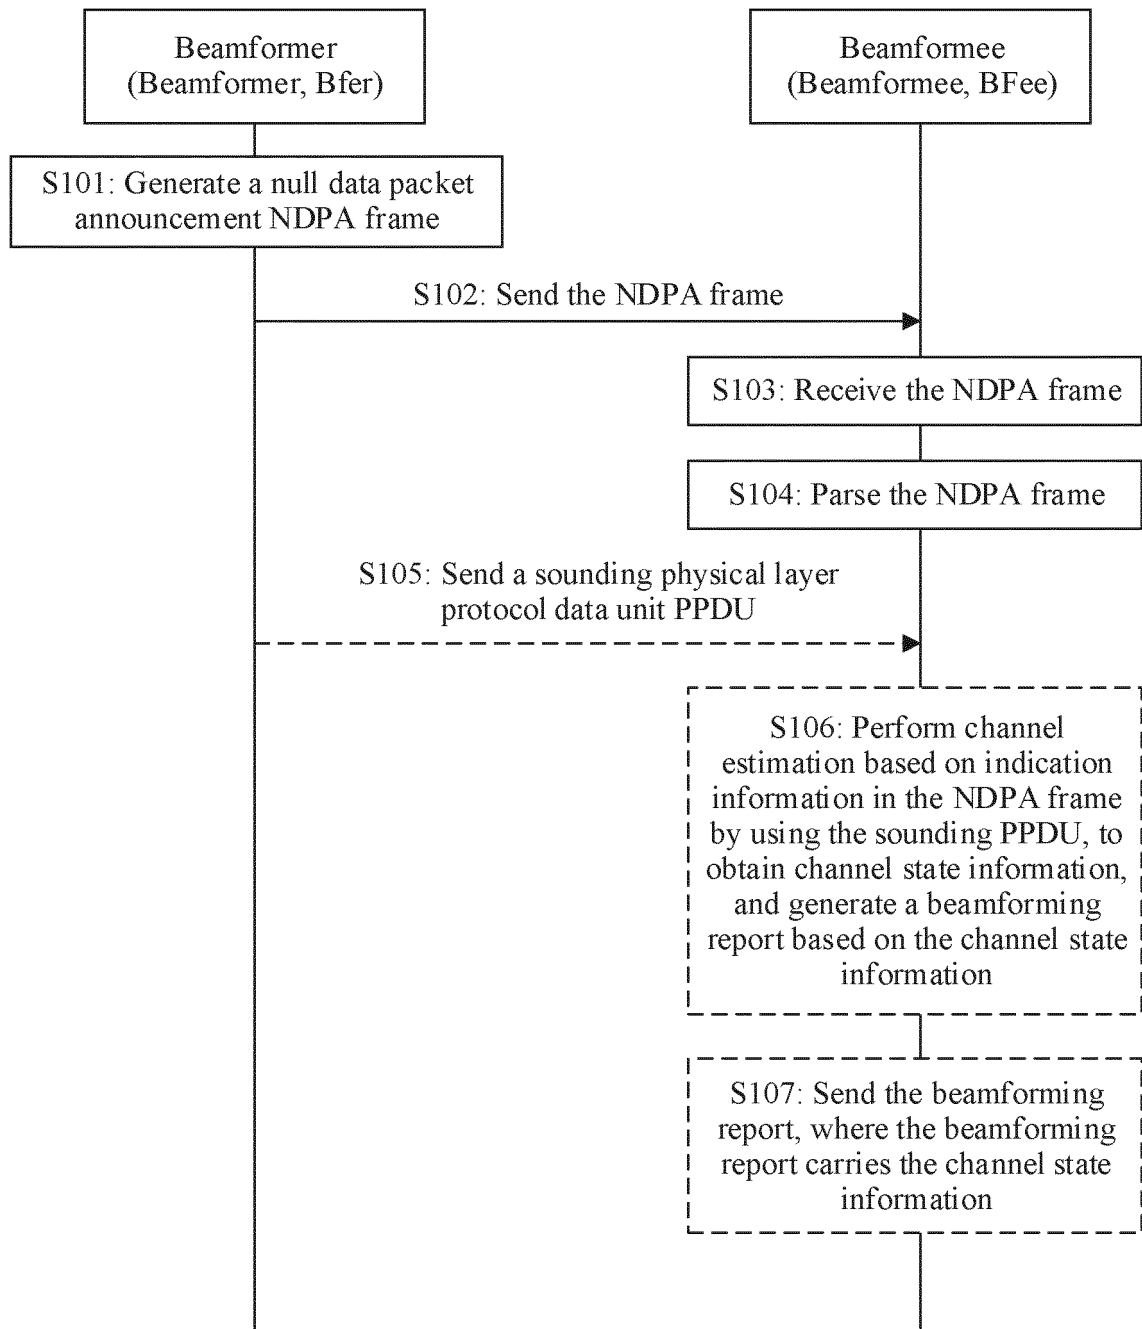 Beamformer
(Beamformer, Bfer)
Beamformee
(Beamformee, BFee)
S101: Generate a null data packet
announcement NDPA frame
S102: Send the NDPA frame
S103: Receive the NDPA frame
S104: Parse the NDPA frame
S105: Send a sounding physical layer
protocol data unit PPDU
S106: Perform channel
estimation based on indication
information in the NDPA frame
by using the sounding PPDU, to
obtain channel state information,
and generate a beamforming
report based on the channel state
information
S107: Send the beamforming
report, where the beamforming
report carries the channel state
information